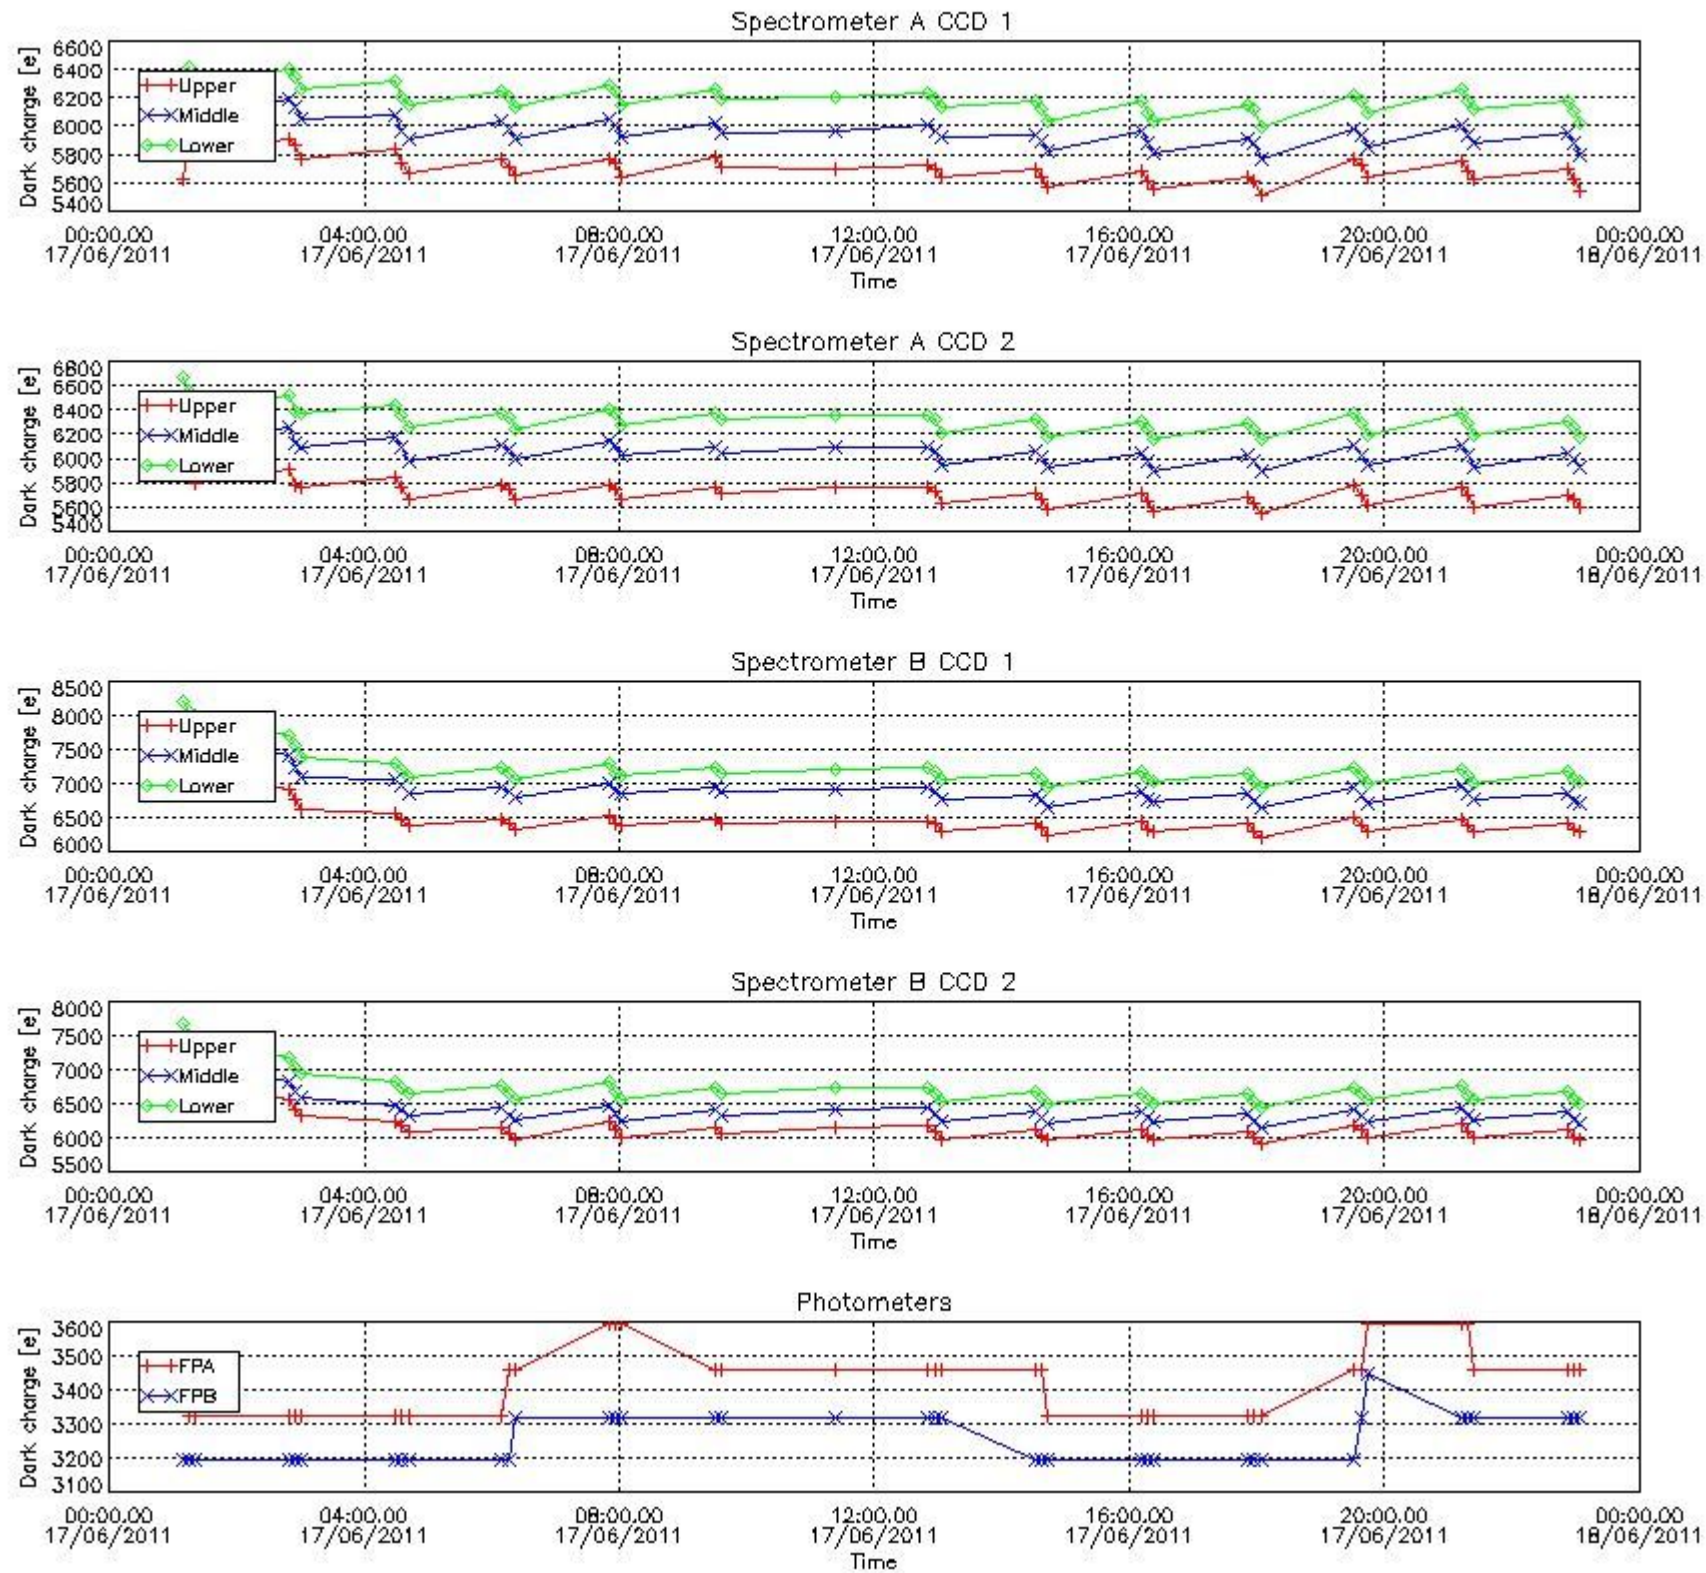 Spectrometer A CCD 1
Dark charge [e]
6600
6400
6200
6000
5800
5600
5400
Upper
Middle
Lower
00:00.00 04:00.00 08:00.00 12:00.00 16:00.00 20:00.00 00:00.00
17/06/2011 17/06/2011 17/06/2011 17/06/2011 17/06/2011 17/06/2011 18/06/2011
Time
Spectrometer A CCD 2
Dark charge [e]
6800
6600
6400
6200
6000
5800
5600
5400
Upper
Middle
Lower
00:00.00 04:00.00 08:00.00 12:00.00 16:00.00 20:00.00 00:00.00
17/06/2011 17/06/2011 17/06/2011 17/06/2011 17/06/2011 17/06/2011 18/06/2011
Time
Spectrometer B CCD 1
Dark charge [e]
8500
8000
7500
7000
6500
6000
Upper
Middle
Lower
00:00.00 04:00.00 08:00.00 12:00.00 16:00.00 20:00.00 00:00.00
17/06/2011 17/06/2011 17/06/2011 17/06/2011 17/06/2011 17/06/2011 18/06/2011
Time
Spectrometer B CCD 2
Dark charge [e]
8000
7500
7000
6500
6000
5500
Upper
Middle
Lower
00:00.00 04:00.00 08:00.00 12:00.00 16:00.00 20:00.00 00:00.00
17/06/2011 17/06/2011 17/06/2011 17/06/2011 17/06/2011 17/06/2011 18/06/2011
Time
Photometers
Dark charge [e]
3600
3500
3400
3300
3200
3100
FPA
FPB
00:00.00 04:00.00 08:00.00 12:00.00 16:00.00 20:00.00 00:00.00
17/06/2011 17/06/2011 17/06/2011 17/06/2011 17/06/2011 17/06/2011 18/06/2011
Time